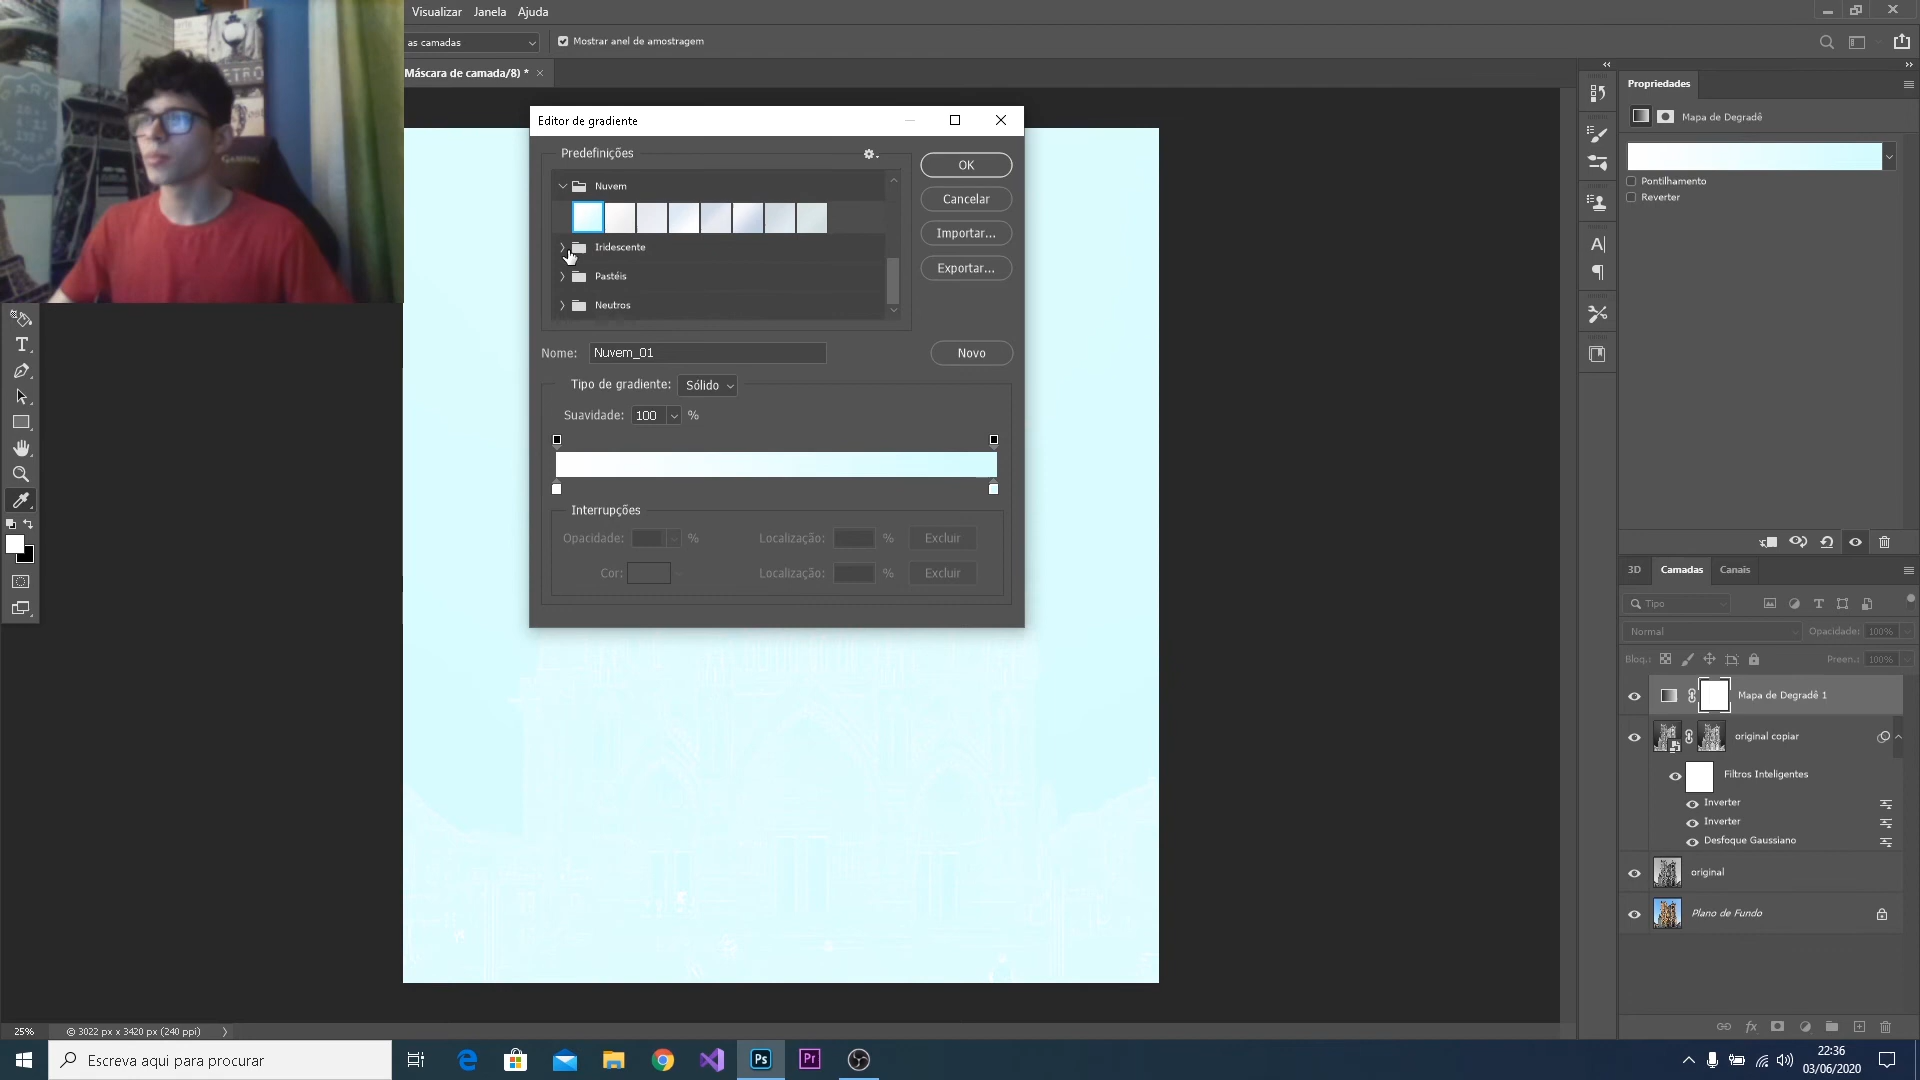 Visualizar Janela Ajuda
as camadas
Mostrar anel de amostragem
Máscara de camada/8) * ×
Editor de gradiente
Predefinições
Nuvem
Iridescente
Pastéis
Neutros
OK
Cancelar
Importar...
Exportar...
Nome: Nuvem_01
Novo
Tipo de gradiente: Sólido
Suavidade: 100 %
Interrupções
Opacidade: % Localização: % Excluir
Cor: Localização: % Excluir
Propriedades
Mapa de Degradê
Pontilhamento
Reverter
3D Camadas Canais
Tipo
Normal Opacidade: 100%
Bloq.: Preen.: 100%
Mapa de Degradê 1
original copiar
Filtros Inteligentes
Inverter
Inverter
Desfoque Gaussiano
original
Plano de Fundo
25% © 3022 px x 3420 px (240 ppi)
Escreva aqui para procurar
Ps
Pr
22:36
03/06/2020
GAMING